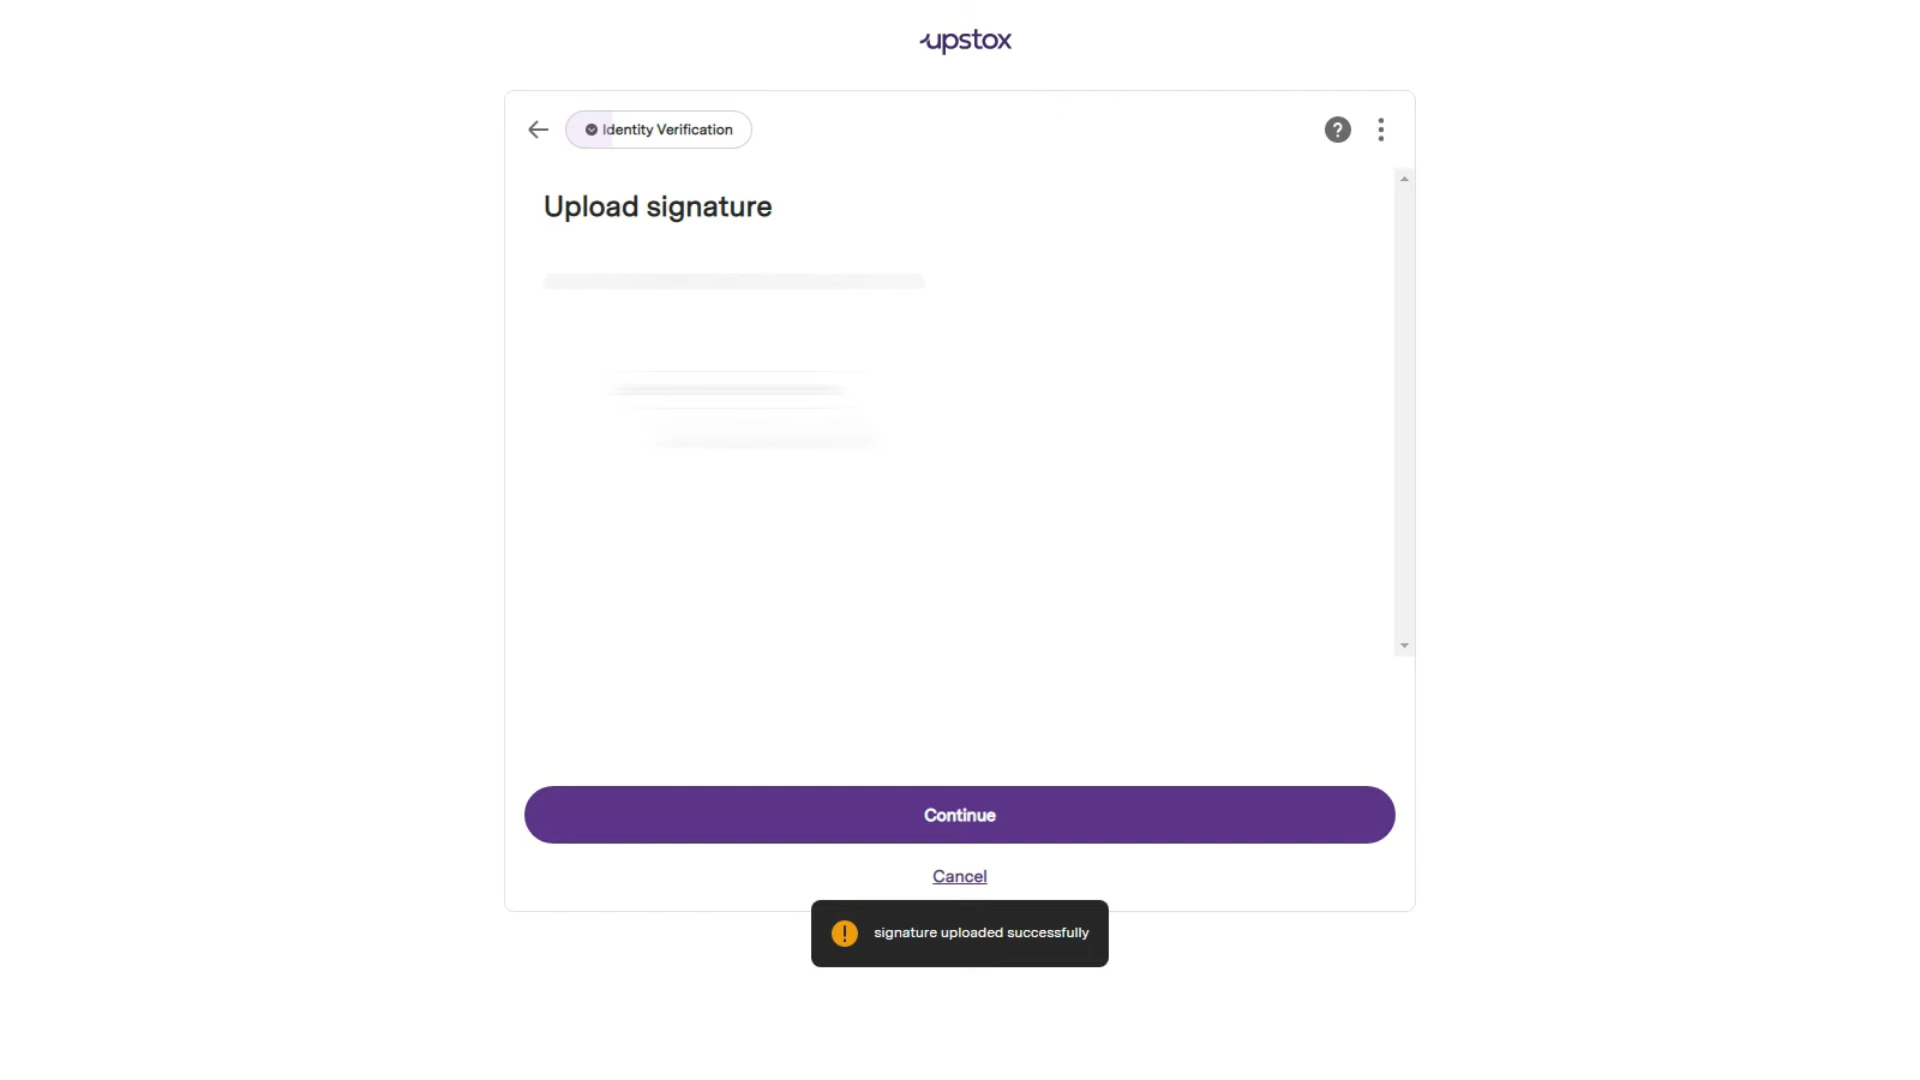 upstox
Identity Verification
Upload signature
Continue
Cancel
signature uploaded successfully